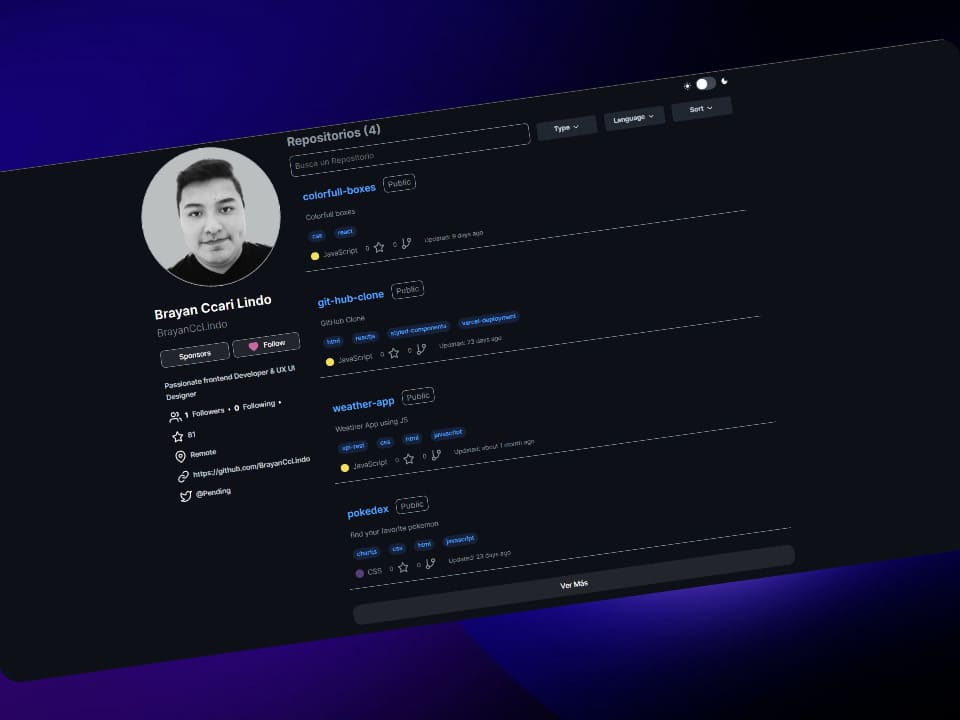 Repositorios (4)
Busca un Repositorio
Type
Language
Sort
Brayan Ccari Lindo
BrayanCcLindo
Sponsors
Follow
Passionate frontend Developer & UX UI
Designer
1 Followers • 0 Following •
81
Remote
https://github.com/BrayanCcLindo
@Pending
colorfull-boxes Public
Colorfull boxes
css react
JavaScript 0 0 Updated: 9 days ago
git-hub-clone Public
GitHub Clone
html reactjs styled-components vercel-deployment
JavaScript 0 0 Updated: 23 days ago
weather-app Public
Weather App using JS
api-rest css html javascript
JavaScript 0 0 Updated: about 1 month ago
pokedex Public
find your favorite pokemon
chartjs css html javascript
CSS 0 0 Updated: 23 days ago
Ver Más